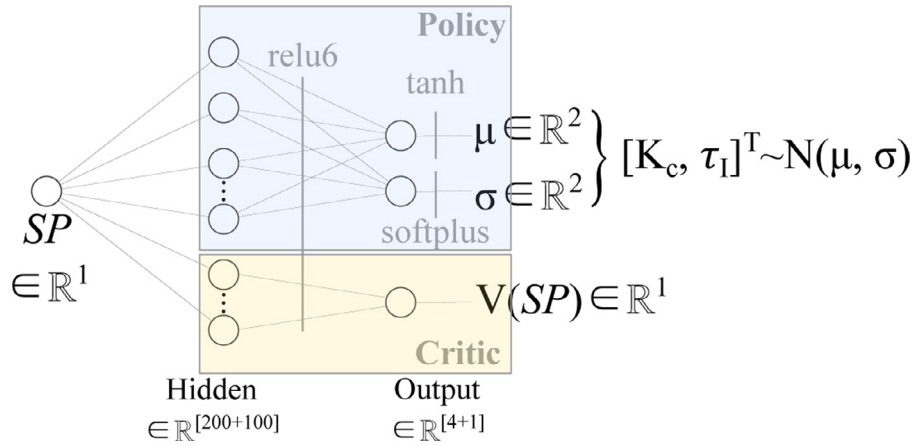 Policy
relu6
tanh
μ ∈ ℝ²
σ ∈ ℝ²
} [K_c, τ_I]ᵀ~N(μ, σ)
softplus
SP
∈ ℝ¹
V(SP) ∈ ℝ¹
Critic
Hidden
∈ ℝ^[200+100]
Output
∈ ℝ^[4+1]